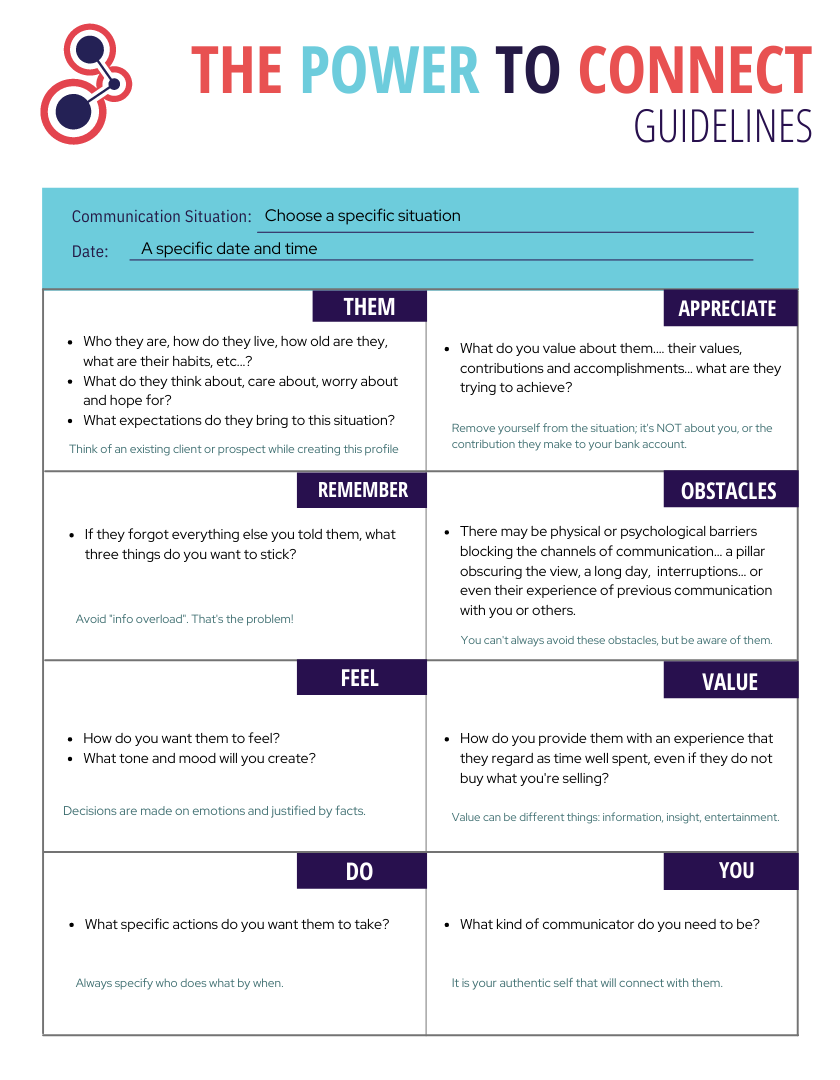 THE POWER TO CONNECT
GUIDELINES
Communication Situation: Choose a specific situation
Date: A specific date and time
THEM
• Who they are, how do they live, how old are they,
what are their habits, etc...?
• What do they think about, care about, worry about
and hope for?
• What expectations do they bring to this situation?
Think of an existing client or prospect while creating this profile
APPRECIATE
• What do you value about them.... their values,
contributions and accomplishments... what are they
trying to achieve?
Remove yourself from the situation; it's NOT about you, or the
contribution they make to your bank account.
REMEMBER
• If they forgot everything else you told them, what
three things do you want to stick?
Avoid "info overload". That's the problem!
OBSTACLES
• There may be physical or psychological barriers
blocking the channels of communication... a pillar
obscuring the view, a long day,  interruptions... or
even their experience of previous communication
with you or others.
You can't always avoid these obstacles, but be aware of them.
FEEL
• How do you want them to feel?
• What tone and mood will you create?
Decisions are made on emotions and justified by facts.
VALUE
• How do you provide them with an experience that
they regard as time well spent, even if they do not
buy what you're selling?
Value can be different things: information, insight, entertainment.
DO
• What specific actions do you want them to take?
Always specify who does what by when.
YOU
• What kind of communicator do you need to be?
It is your authentic self that will connect with them.